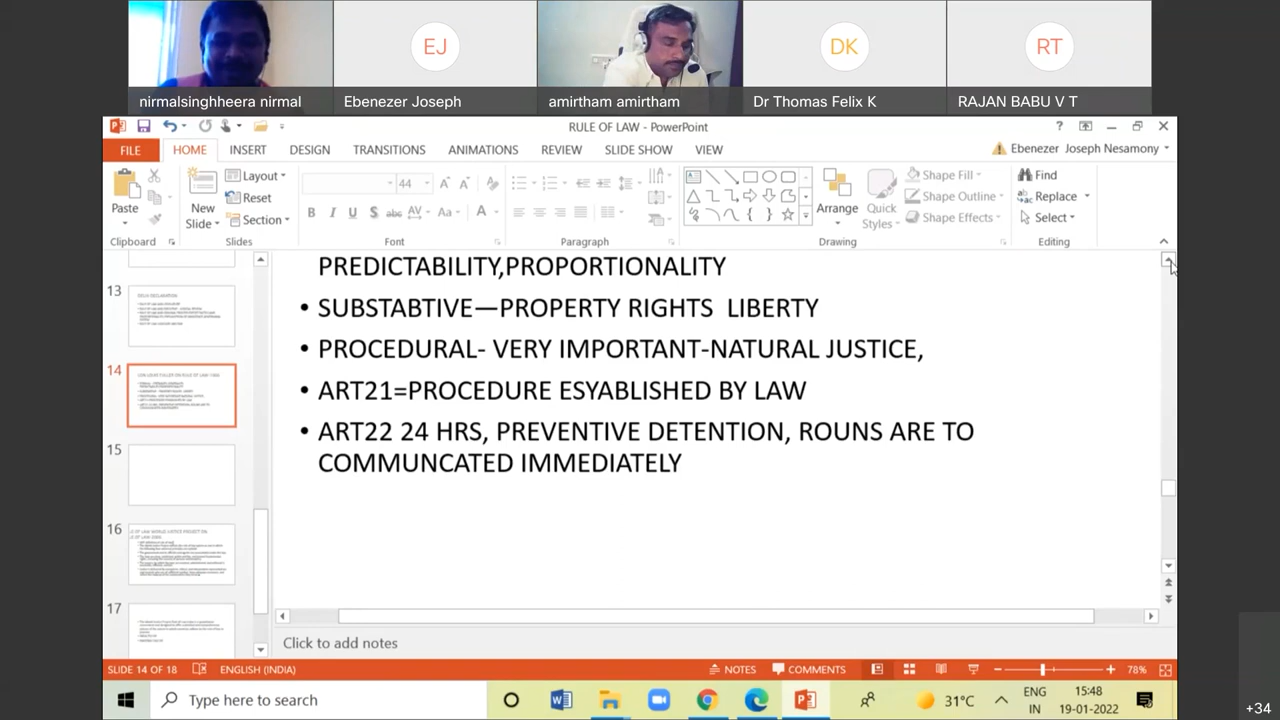 EJ
DK
RT
nirmalsinghheera nirmal
Ebenezer Joseph
amirtham amirtham
Dr Thomas Felix K
RAJAN BABU V T
RULE OF LAW - PowerPoint
?
FILE
HOME
INSERT
DESIGN
TRANSITIONS
ANIMATIONS
REVIEW
SLIDE SHOW
VIEW
Ebenezer Joseph Nesamony
Paste
New
Slide
Layout
Reset
Section
44
B I U S abc AV Aa A
Arrange
Quick
Styles
Shape Fill
Shape Outline
Shape Effects
Find
Replace
Select
Clipboard
Slides
Font
Paragraph
Drawing
Editing
13
14
15
16
17
PREDICTABILITY,PROPORTIONALITY
• SUBSTABTIVE—PROPERTY RIGHTS LIBERTY
• PROCEDURAL- VERY IMPORTANT-NATURAL JUSTICE,
• ART21=PROCEDURE ESYABLISHED BY LAW
• ART22 24 HRS, PREVENTIVE DETENTION, ROUNS ARE TO
COMMUNCATED IMMEDIATELY
Click to add notes
SLIDE 14 OF 18
ENGLISH (INDIA)
NOTES
COMMENTS
78%
Type here to search
31°C
ENG
IN
15:48
19-01-2022
+34